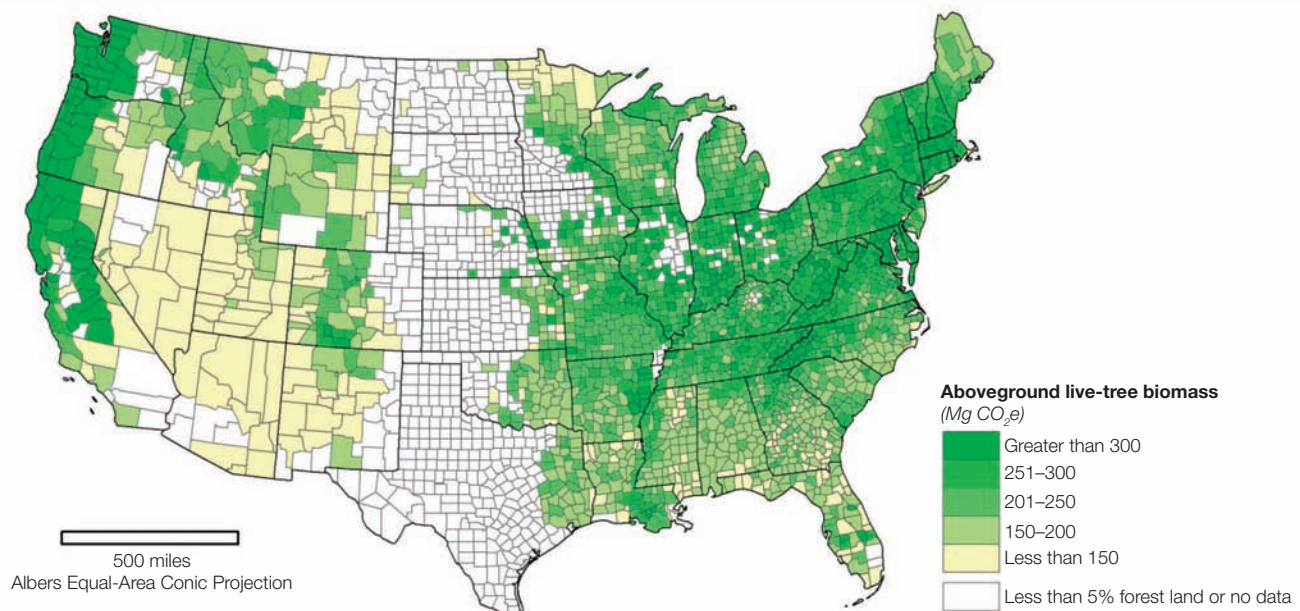 500 miles
Albers Equal-Area Conic Projection
Aboveground live-tree biomass
(Mg CO₂e)
Greater than 300
251–300
201–250
150–200
Less than 150
Less than 5% forest land or no data